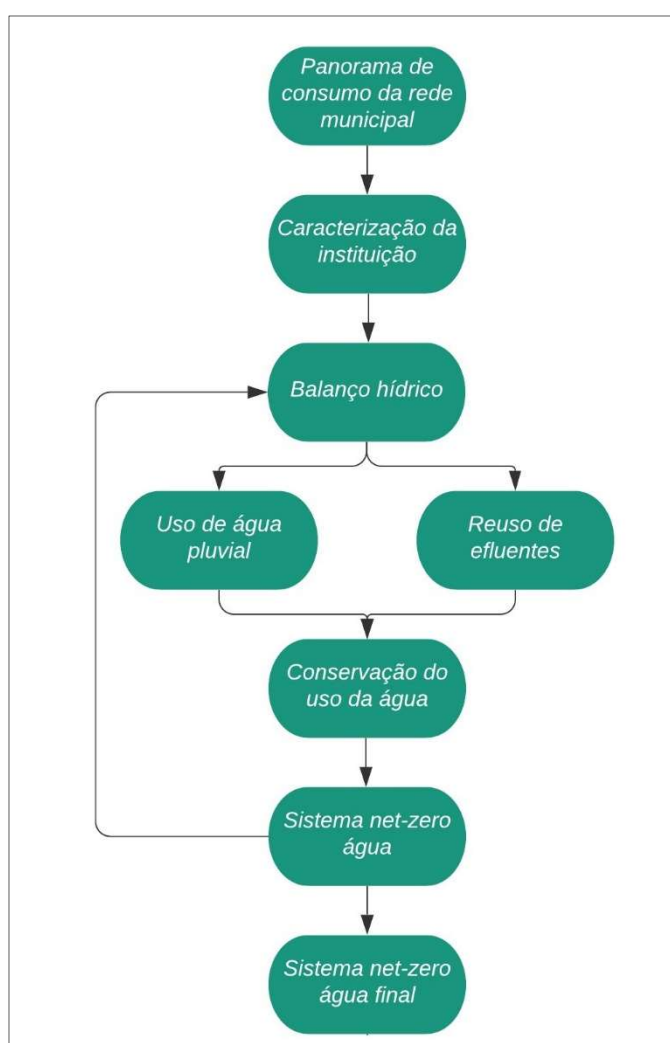 Panorama de
consumo da rede
municipal
Caracterização da
instituição
Balanço hídrico
Uso de água
pluvial
Reuso de
efluentes
Conservação do
uso da água
Sistema net-zero
água
Sistema net-zero
água final